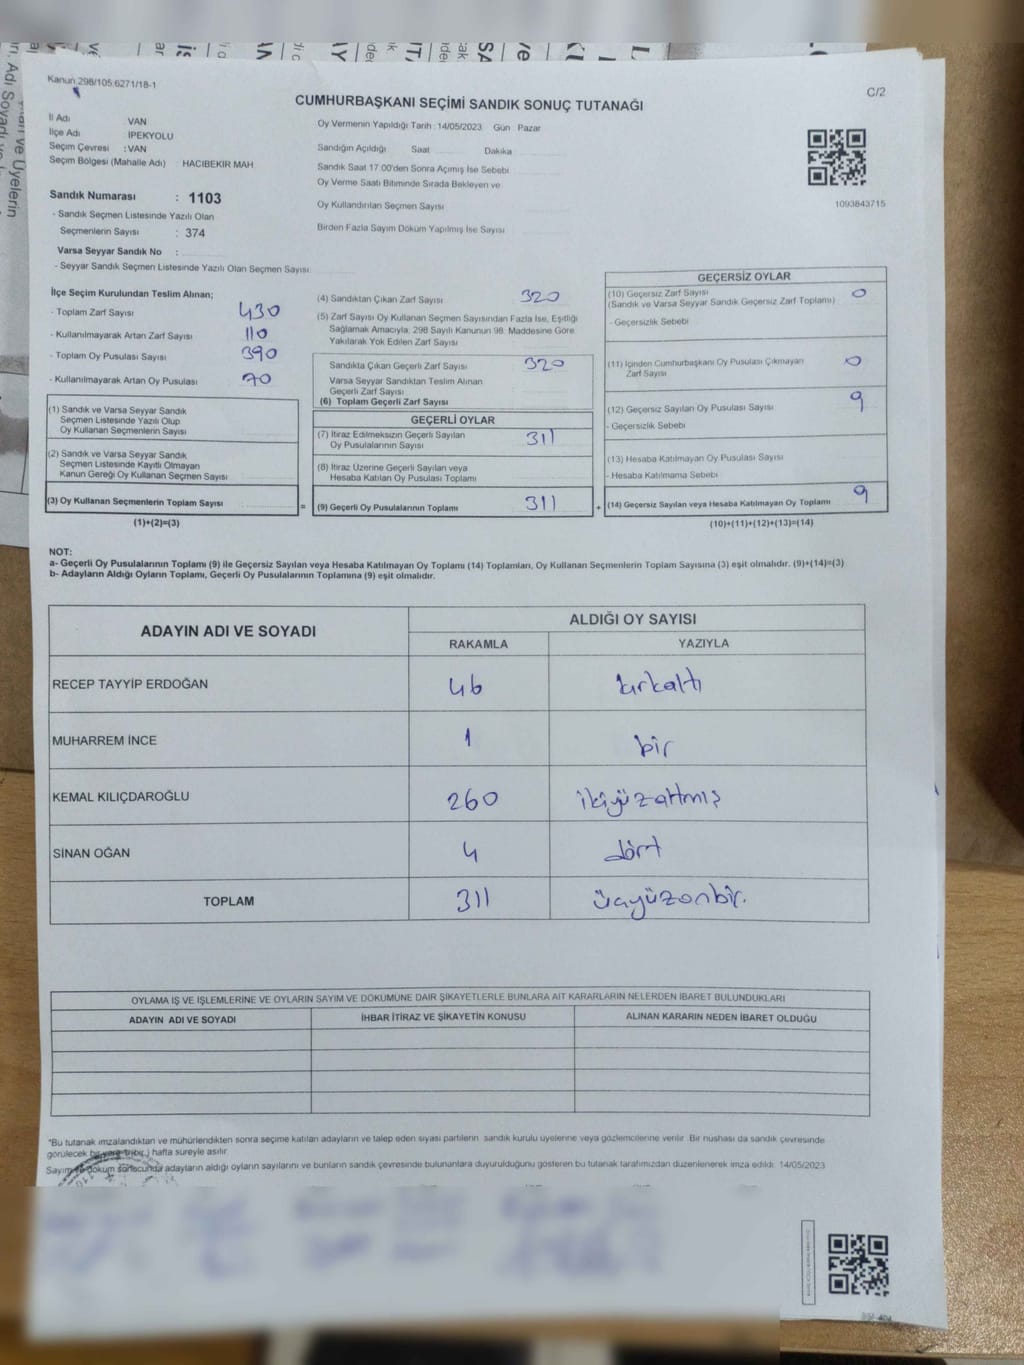 Kanun 298/105 6271/18-1
C/2
CUMHURBAŞKANI SEÇİMİ SANDIK SONUÇ TUTANAĞI
İl Adı VAN
İlçe Adı İPEKYOLU
Seçim Çevresi : VAN
Seçim Bölgesi (Mahalle Adı) : HACIBEKİR MAH
Sandık Numarası : 1103
- Sandık Seçmen Listesinde Yazılı Olan
Seçmenlerin Sayısı : 374
Varsa Seyyar Sandık No :
- Seyyar Sandık Seçmen Listesinde Yazılı Olan Seçmen Sayısı
Oy Vermenin Yapıldığı Tarih : 14/05/2023 Gün Pazar
Sandığın Açıldığı Saat Dakika
Sandık Saat 17.00'den Sonra Açımış İse Sebebi
Oy Verme Saati Bitiminde Sırada Bekleyen ve
Oy Kullandırılan Seçmen Sayısı
Birden Fazla Sayım Döküm Yapılmış İse Sayısı
1093843715
İlçe Seçim Kurulundan Teslim Alınan;
- Toplam Zarf Sayısı 430
- Kullanılmayarak Artan Zarf Sayısı 110
- Toplam Oy Pusulası Sayısı 390
- Kullanılmayarak Artan Oy Pusulası 70
(1) Sandık ve Varsa Seyyar Sandık
Seçmen Listesinde Yazılı Olup
Oy Kullanan Seçmenlerin Sayısı
(2) Sandık ve Varsa Seyyar Sandık
Seçmen Listesinde Kayıtlı Olmayan
Kanun Gereği Oy Kullanan Seçmen Sayısı
(3) Oy Kullanan Seçmenlerin Toplam Sayısı =
(1)+(2)=(3)
(4) Sandıktan Çıkan Zarf Sayısı 320
(5) Zarf Sayısı Oy Kullanan Seçmen Sayısından Fazla İse, Eşitliği
Sağlamak Amacıyla, 298 Sayılı Kanunun 98. Maddesine Göre
Yakılarak Yok Edilen Zarf Sayısı
Sandıkta Çıkan Geçerli Zarf Sayısı 320
Varsa Seyyar Sandıktan Teslim Alınan
Geçerli Zarf Sayısı
(6) Toplam Geçerli Zarf Sayısı
GEÇERLİ OYLAR
(7) İtiraz Edilmeksizin Geçerli Sayılan
Oy Pusulalarının Sayısı 311
(8) İtiraz Üzerine Geçerli Sayılan veya
Hesaba Katılan Oy Pusulası Toplamı
(9) Geçerli Oy Pusulalarının Toplamı 311 +
GEÇERSİZ OYLAR
(10) Geçersiz Zarf Sayısı 0
(Sandık ve Varsa Seyyar Sandık Geçersiz Zarf Toplamı)
- Geçersizlik Sebebi
(11) İçinden Cumhurbaşkanı Oy Pusulası Çıkmayan
Zarf Sayısı 0
(12) Geçersiz Sayılan Oy Pusulası Sayısı 9
- Geçersizlik Sebebi
(13) Hesaba Katılmayan Oy Pusulası Sayısı
- Hesaba Katılmama Sebebi
(14) Geçersiz Sayılan veya Hesaba Katılmayan Oy Toplamı 9
(10)+(11)+(12)+(13)=(14)
NOT:
a- Geçerli Oy Pusulalarının Toplamı (9) ile Geçersiz Sayılan veya Hesaba Katılmayan Oy Toplamı (14) Toplamları, Oy Kullanan Seçmenlerin Toplam Sayısına (3) eşit olmalıdır. (9)+(14)=(3)
b- Adayların Aldığı Oyların Toplamı, Geçerli Oy Pusulalarının Toplamına (9) eşit olmalıdır.
ADAYIN ADI VE SOYADI
ALDIĞI OY SAYISI
RAKAMLA YAZIYLA
RECEP TAYYİP ERDOĞAN 46 kırkaltı
MUHARREM İNCE 1 bir
KEMAL KILIÇDAROĞLU 260 ikiyüzatmış
SİNAN OĞAN 4 dört
TOPLAM 311 üçyüzonbir.
OYLAMA İŞ VE İŞLEMLERİNE VE OYLARIN SAYIM VE DÖKÜMÜNE DAİR ŞİKAYETLERLE BUNLARA AİT KARARLARIN NELERDEN İBARET BULUNDUKLARI
ADAYIN ADI VE SOYADI İHBAR İTİRAZ VE ŞİKAYETİN KONUSU ALINAN KARARIN NEDEN İBARET OLDUĞU
"Bu tutanak imzalandıktan ve mühürlendikten sonra seçime katılan adayların ve talep eden siyasi partilerin sandık kurulu üyelerine veya gözlemcilerine verilir. Bir nüshası da sandık çevresinde
görülecek bir yere (bir) hafta süreyle asılır
Sayım ve döküm sonucunda adayların aldığı oyların sayılarını ve bunların sandık çevresinde bulunanlara duyurulduğunu gösteren bu tutanak tarafımızdan düzenlenerek imza edildi. 14/05/2023